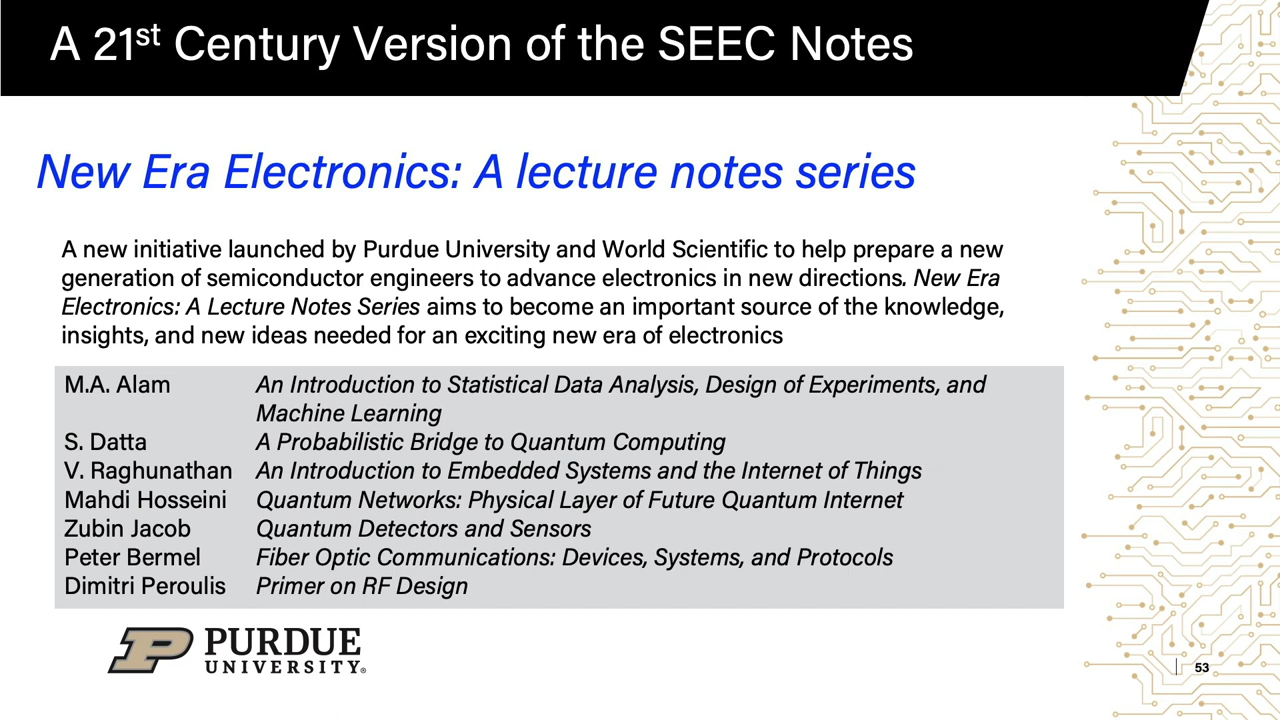 A 21st Century Version of the SEEC Notes
New Era Electronics: A lecture notes series
A new initiative launched by Purdue University and World Scientific to help prepare a new
generation of semiconductor engineers to advance electronics in new directions. New Era
Electronics: A Lecture Notes Series aims to become an important source of the knowledge,
insights, and new ideas needed for an exciting new era of electronics
M.A. Alam An Introduction to Statistical Data Analysis, Design of Experiments, and
Machine Learning
S. Datta A Probabilistic Bridge to Quantum Computing
V. Raghunathan An Introduction to Embedded Systems and the Internet of Things
Mahdi Hosseini Quantum Networks: Physical Layer of Future Quantum Internet
Zubin Jacob Quantum Detectors and Sensors
Peter Bermel Fiber Optic Communications: Devices, Systems, and Protocols
Dimitri Peroulis Primer on RF Design
P PURDUE
UNIVERSITY®
53